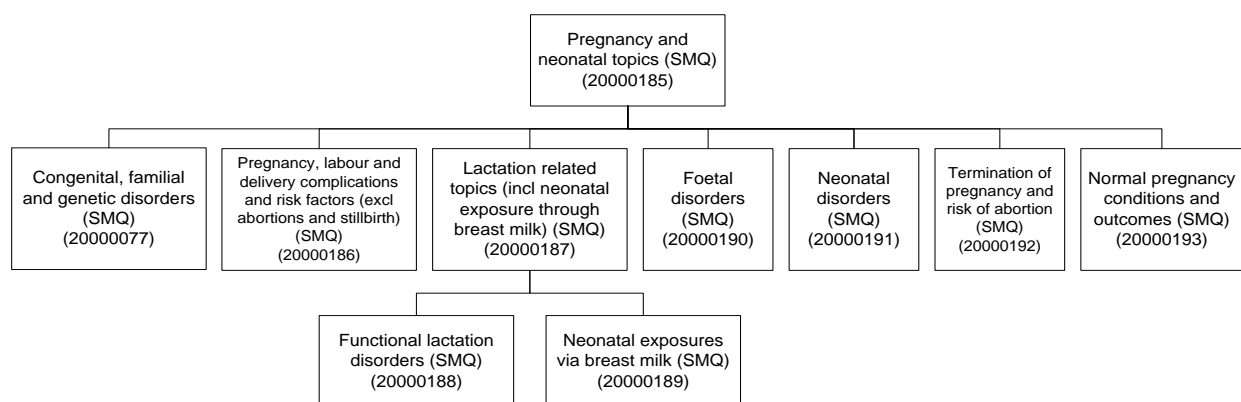 Pregnancy and
neonatal topics (SMQ)
(20000185)
Congenital, familial
and genetic disorders
(SMQ)
(20000077)
Pregnancy, labour and
delivery complications
and risk factors (excl
abortions and stillbirth)
(SMQ)
(20000186)
Lactation related
topics (incl neonatal
exposure through
breast milk) (SMQ)
(20000187)
Foetal
disorders
(SMQ)
(20000190)
Neonatal
disorders
(SMQ)
(20000191)
Termination of
pregnancy and
risk of abortion
(SMQ)
(20000192)
Normal pregnancy
conditions and
outcomes (SMQ)
(20000193)
Functional lactation
disorders (SMQ)
(20000188)
Neonatal exposures
via breast milk (SMQ)
(20000189)